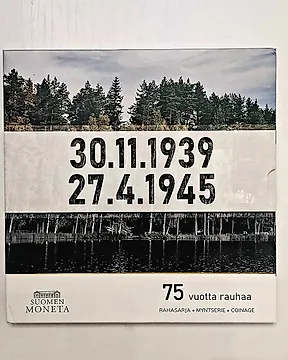 30.11.1939
27.4.1945
SUOMEN
MONETA
75 vuotta rauhaa
RAHASARJA • MYNTSERIE • COINAGE